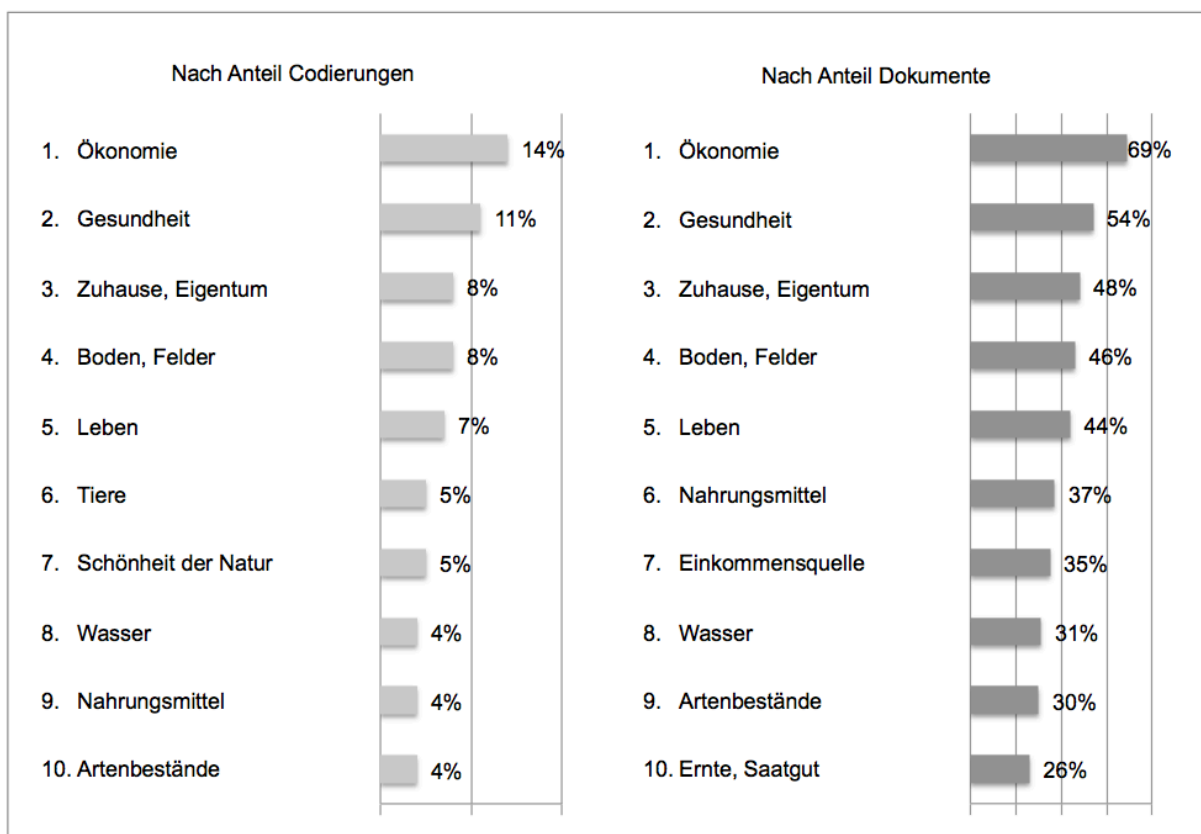 Nach Anteil Codierungen
1. Ökonomie 14%
2. Gesundheit 11%
3. Zuhause, Eigentum 8%
4. Boden, Felder 8%
5. Leben 7%
6. Tiere 5%
7. Schönheit der Natur 5%
8. Wasser 4%
9. Nahrungsmittel 4%
10. Artenbestände 4%
Nach Anteil Dokumente
1. Ökonomie 69%
2. Gesundheit 54%
3. Zuhause, Eigentum 48%
4. Boden, Felder 46%
5. Leben 44%
6. Nahrungsmittel 37%
7. Einkommensquelle 35%
8. Wasser 31%
9. Artenbestände 30%
10. Ernte, Saatgut 26%